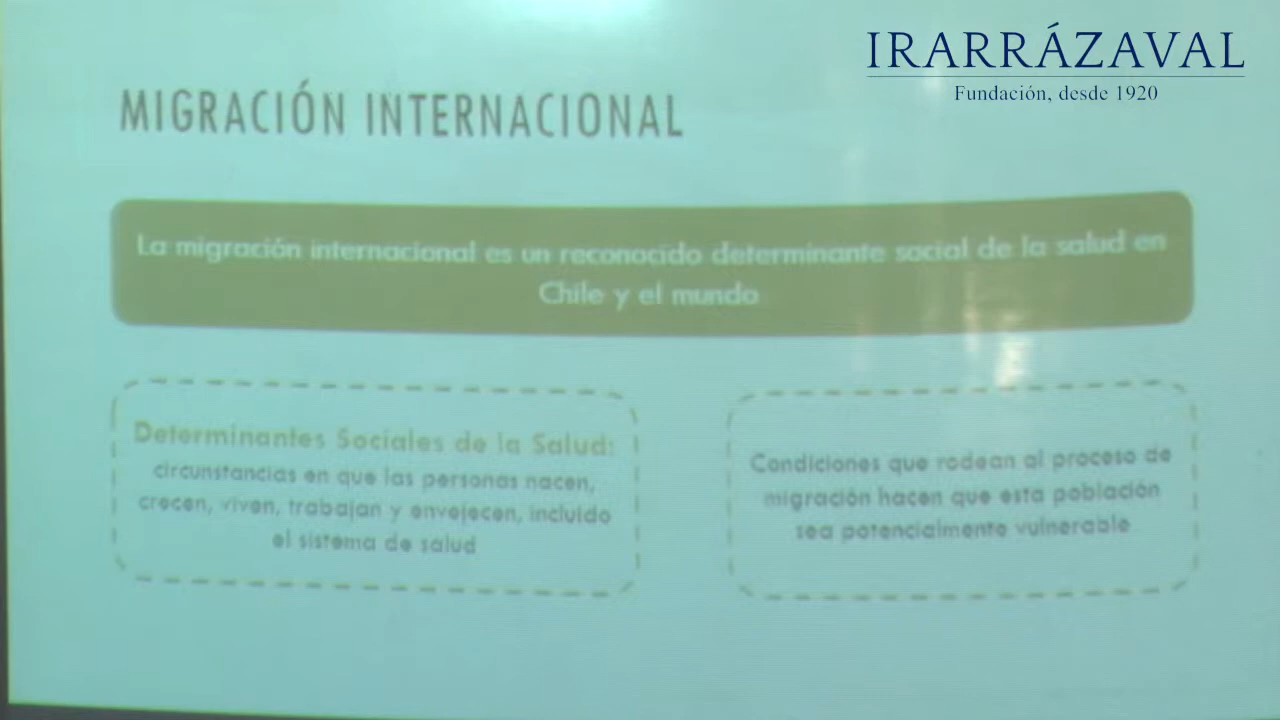 IRARRÁZAVAL
Fundación, desde 1920
MIGRACIÓN INTERNACIONAL
La migración internacional es un reconocido determinante social de la salud en
Chile y el mundo
Determinantes Sociales de la Salud:
circunstancias en que las personas nacen,
crecen, viven, trabajan y envejecen, incluido
el sistema de salud
Condiciones que rodean al proceso de
migración hacen que esta población
sea potencialmente vulnerable